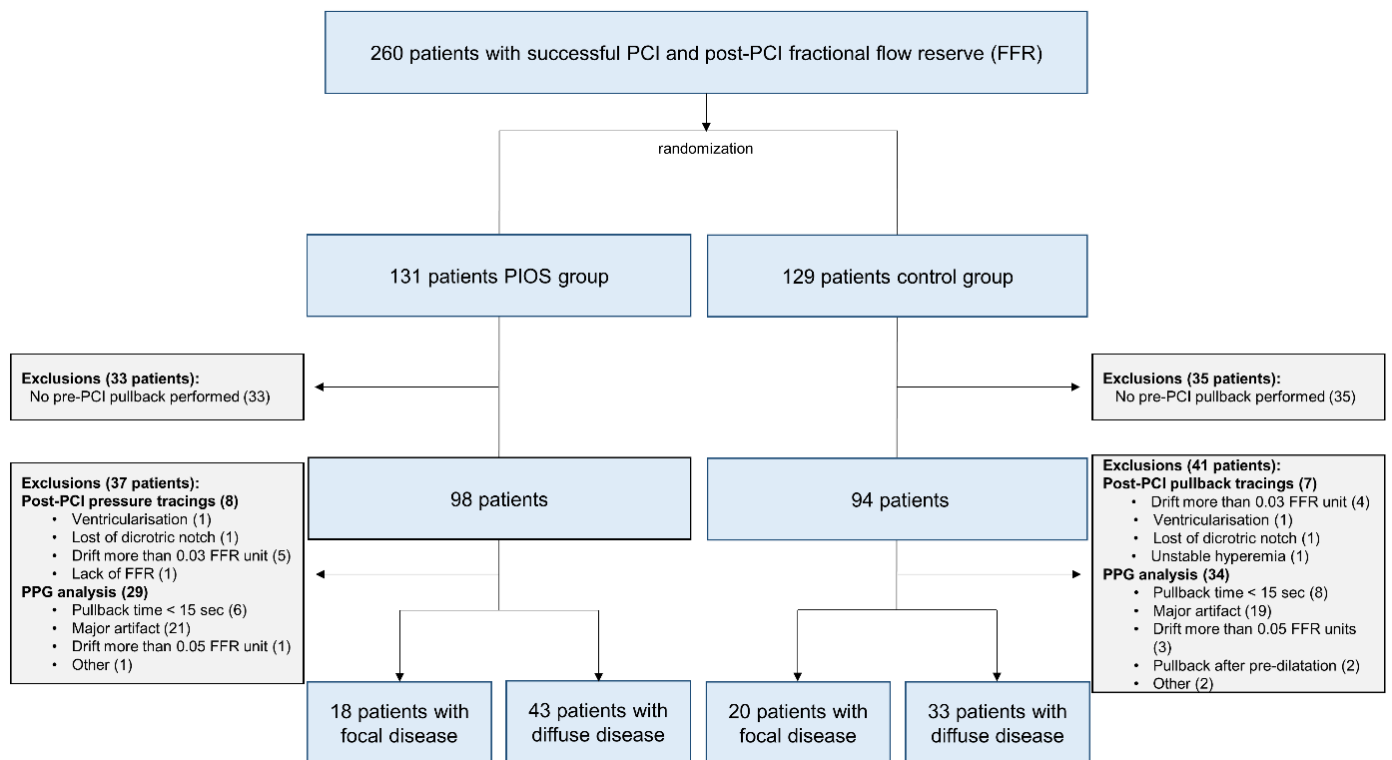 260 patients with successful PCI and post-PCI fractional flow reserve (FFR)
randomization
131 patients PIOS group
129 patients control group
Exclusions (33 patients):
No pre-PCI pullback performed (33)
Exclusions (35 patients):
No pre-PCI pullback performed (35)
Exclusions (37 patients):
Post-PCI pressure tracings (8)
• Ventricularisation (1)
• Lost of dicrotric notch (1)
• Drift more than 0.03 FFR unit (5)
• Lack of FFR (1)
PPG analysis (29)
• Pullback time < 15 sec (6)
• Major artifact (21)
• Drift more than 0.05 FFR unit (1)
• Other (1)
98 patients
94 patients
Exclusions (41 patients):
Post-PCI pullback tracings (7)
• Drift more than 0.03 FFR unit (4)
• Ventricularisation (1)
• Lost of dicrotric notch (1)
• Unstable hyperemia (1)
PPG analysis (34)
• Pullback time < 15 sec (8)
• Major artifact (19)
• Drift more than 0.05 FFR units
(3)
• Pullback after pre-dilatation (2)
• Other (2)
18 patients with
focal disease
43 patients with
diffuse disease
20 patients with
focal disease
33 patients with
diffuse disease